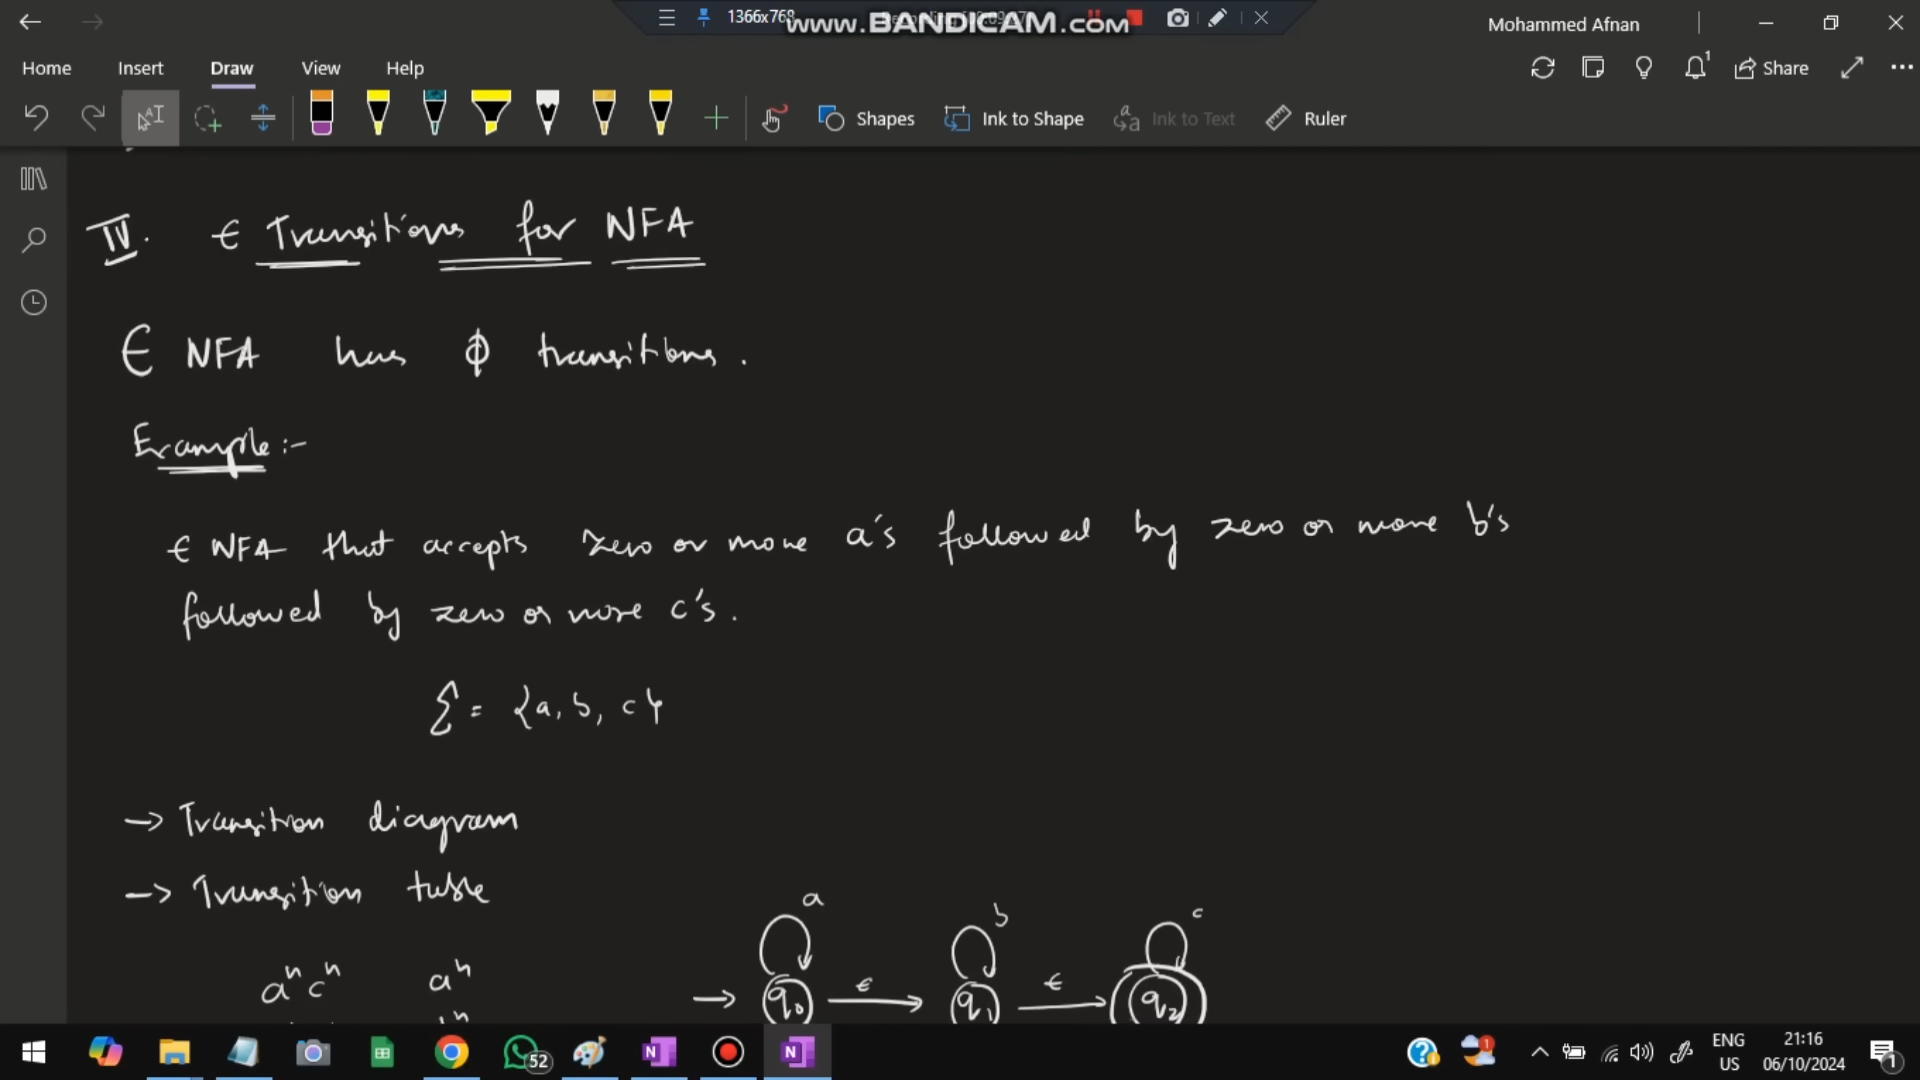 1366x768
www.BANDICAM.com
Mohammed Afnan
Home Insert Draw View Help
Share
Shapes Ink to Shape Ink to Text Ruler
IV. ϵ Transitions for NFA
ϵ NFA has ϕ transitions.
Example:-
ϵ NFA that accepts zero or more a's followed by zero or more b's
followed by zero or more c's.
Σ = {a, b, c}
→ Transition diagram
→ Transition table
a b c
aⁿcⁿ aⁿ
→ q₀ ϵ q₁ ϵ q₂
52
ENG
US
21:16
06/10/2024